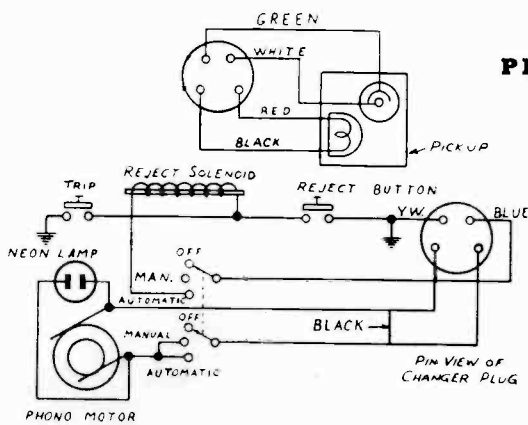 GREEN
WHITE
PI
RED
BLACK
PICKUP
REJECT SOLENOID
TRIP
REJECT BUTTON
YW.
BLUE
NEON LAMP
OFF
MAN.
AUTOMATIC
OFF
MANUAL
BLACK
AUTOMATIC
PIN VIEW OF
CHANGER PLUG
PHONO MOTOR